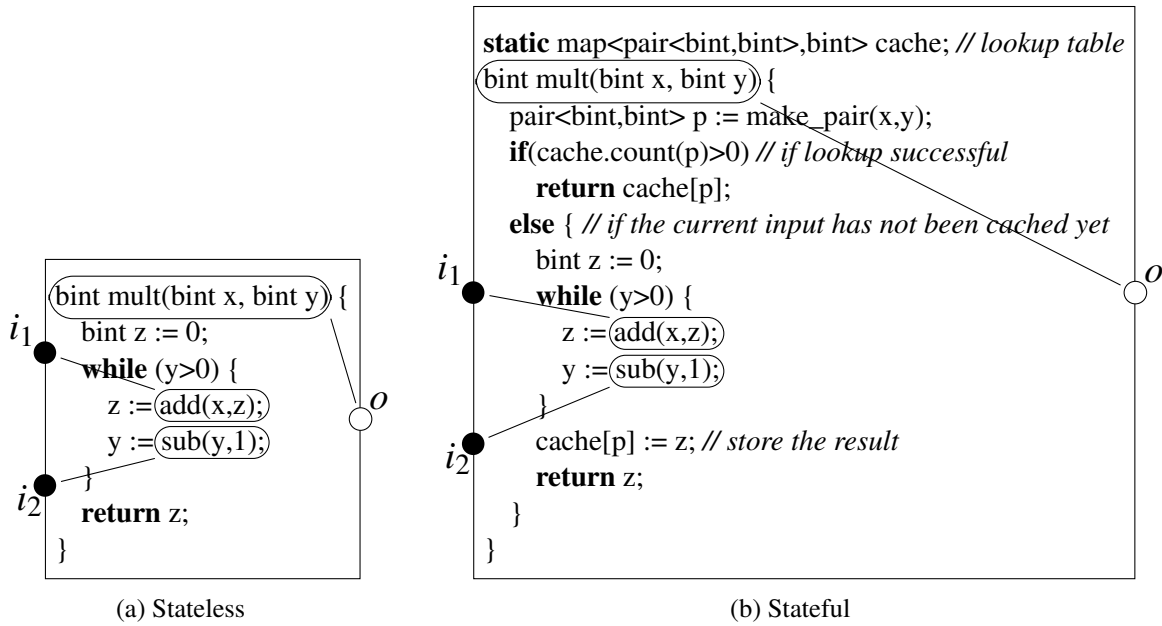 bint mult(bint x, bint y) {
bint z := 0;
while (y>0) {
z := add(x,z);
y := sub(y,1);
}
return z;
}
i1
i2
o
(a) Stateless
static map<pair<bint,bint>,bint> cache; // lookup table
bint mult(bint x, bint y) {
pair<bint,bint> p := make_pair(x,y);
if(cache.count(p)>0) // if lookup successful
return cache[p];
else { // if the current input has not been cached yet
bint z := 0;
while (y>0) {
z := add(x,z);
y := sub(y,1);
}
cache[p] := z; // store the result
return z;
}
}
i1
i2
o
(b) Stateful